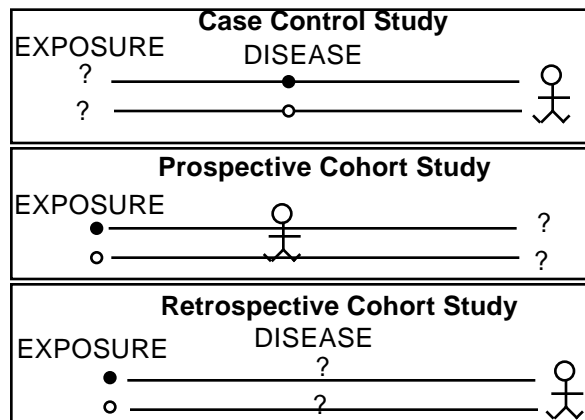 Case Control Study
EXPOSURE DISEASE
?
?
Prospective Cohort Study
EXPOSURE
?
?
Retrospective Cohort Study
DISEASE
EXPOSURE
?
?